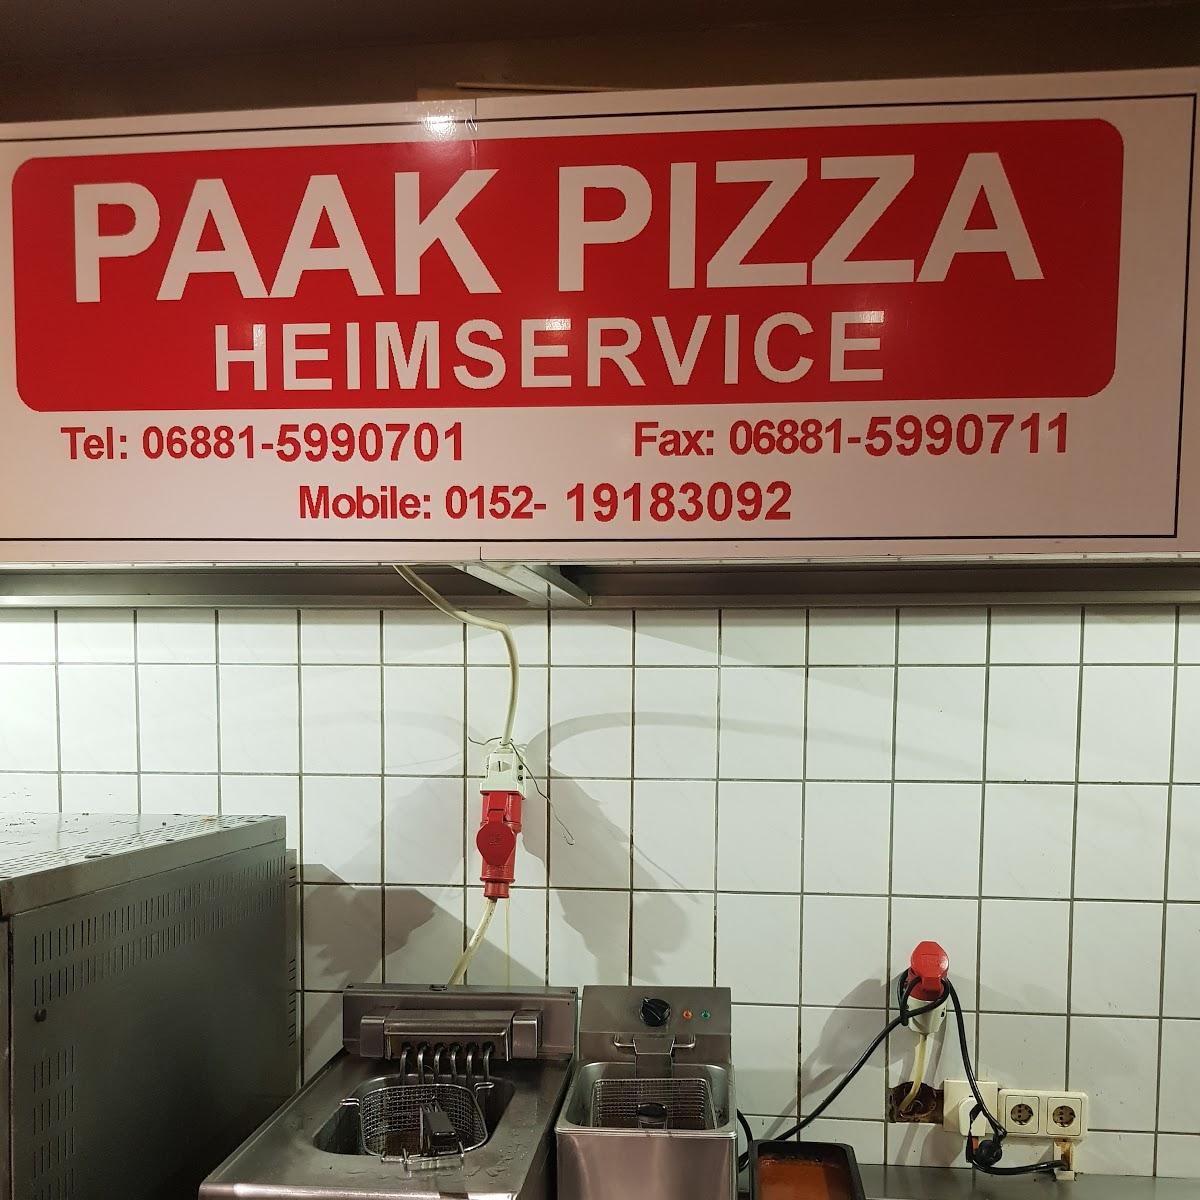 PAAK PIZZA
HEIMSERVICE
Tel: 06881-5990701 Fax: 06881-5990711
Mobile: 0152- 19183092